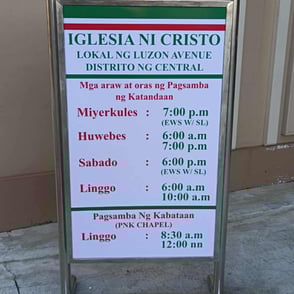 IGLESIA NI CRISTO
LOKAL NG LUZON AVENUE
DISTRITO NG CENTRAL
Mga araw at oras ng Pagsamba
ng Katandaan
Miyerkules : 7:00 p.m
(EWS W/ SL)
Huwebes : 6:00 a.m
7:00 p.m
Sabado : 6:00 p.m
(EWS W/ SL)
Linggo : 6:00 a.m
10:00 a.m
Pagsamba Ng Kabataan
(PNK CHAPEL)
Linggo : 8:30 a.m
12:00 nn